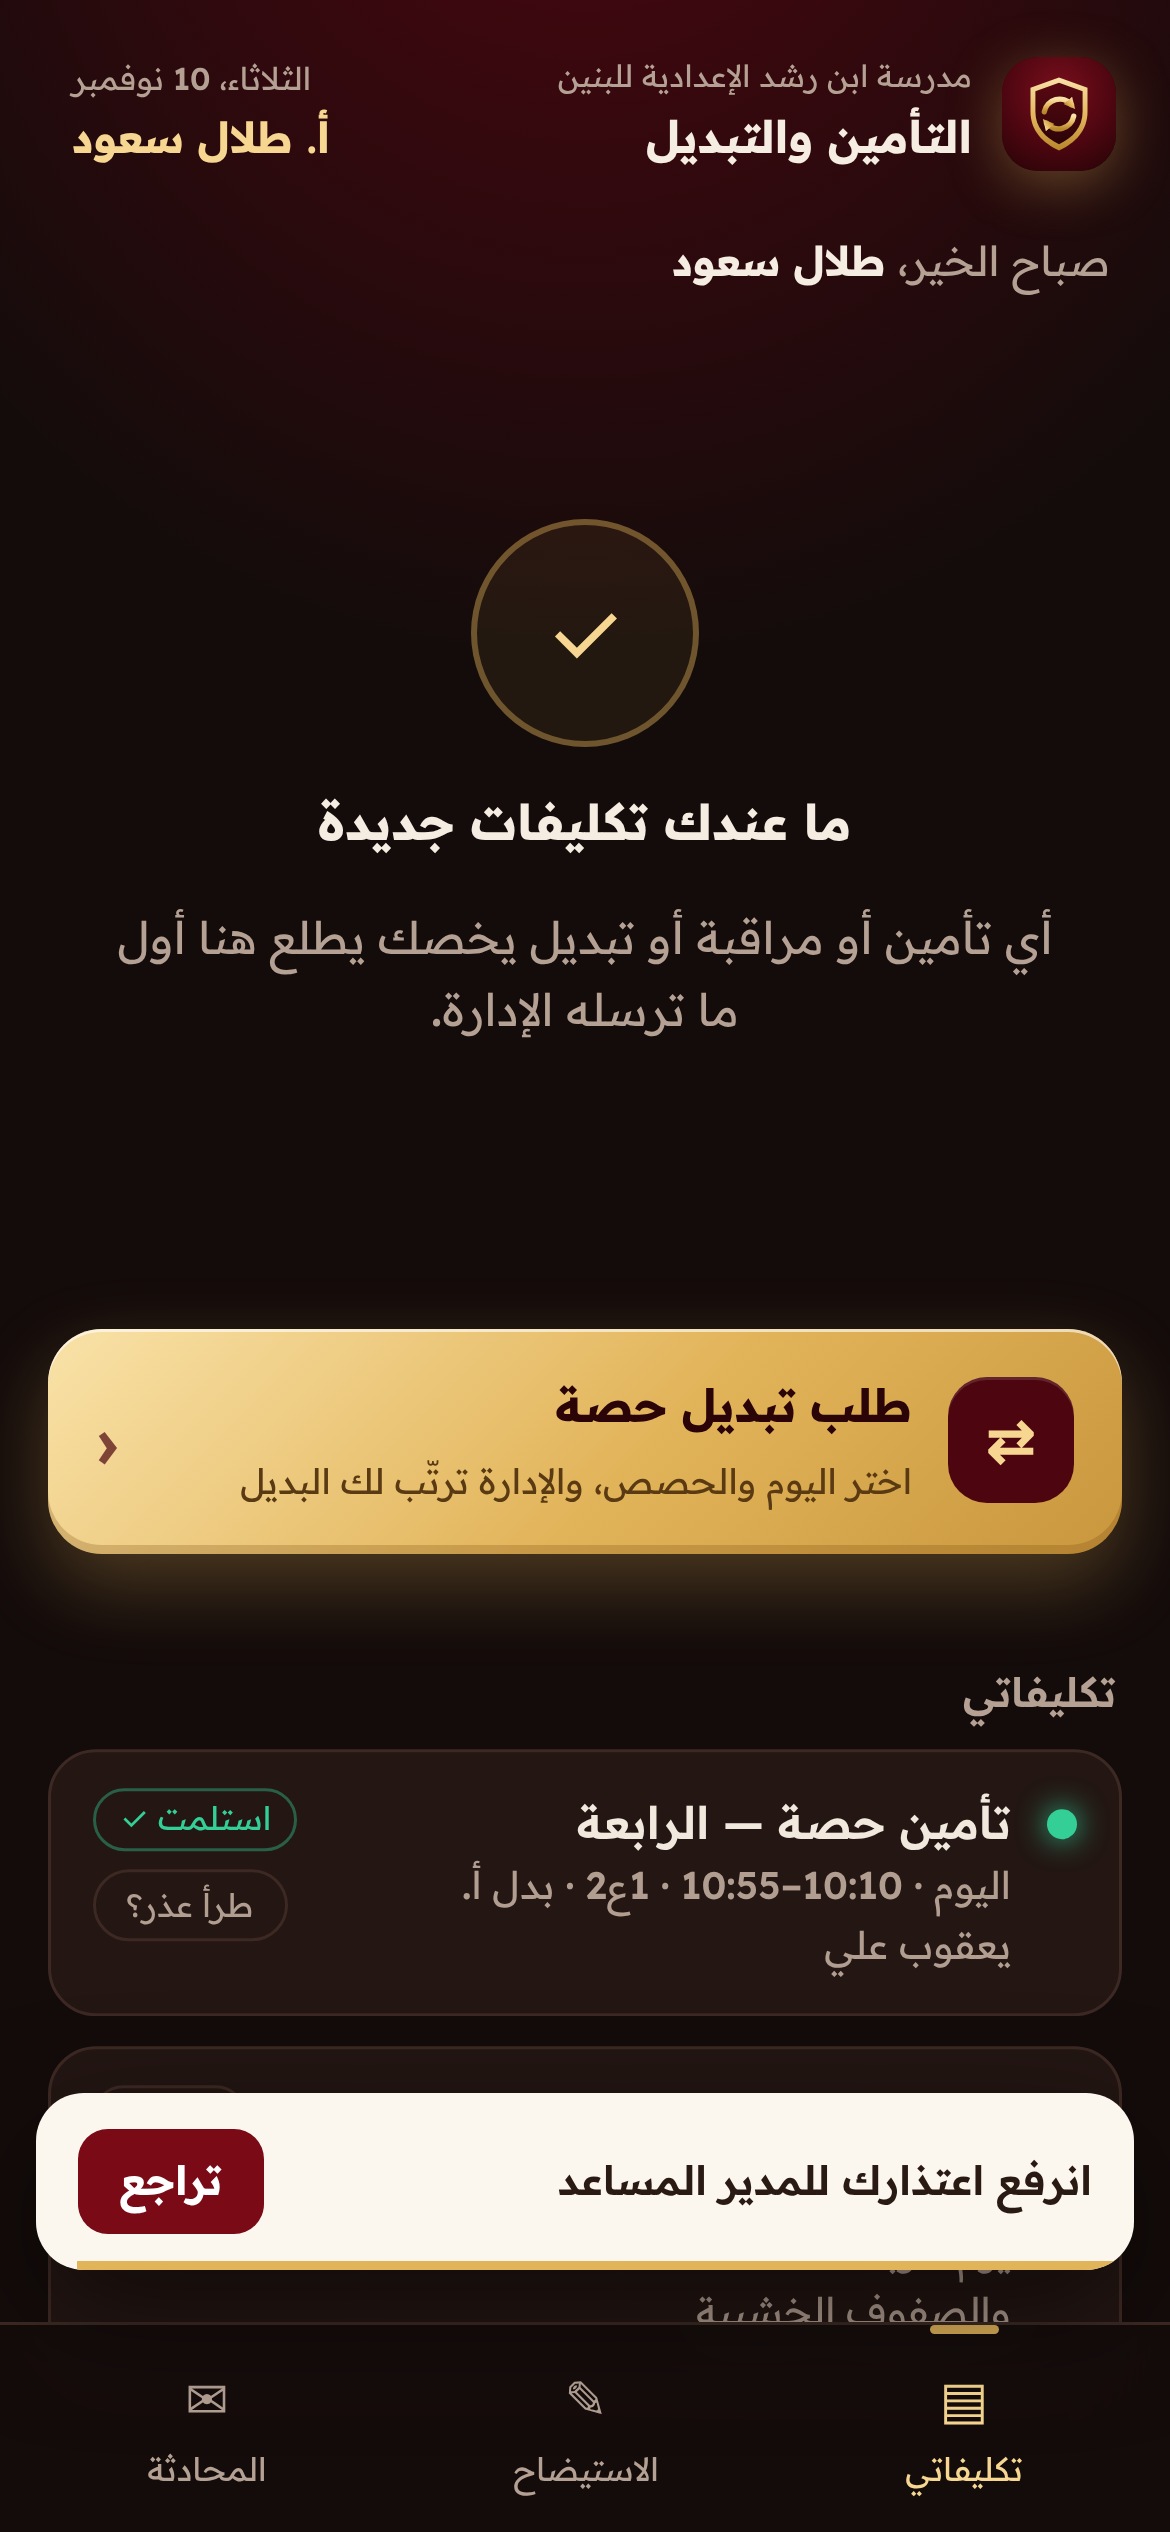 مدرسة ابن رشد الإعدادية للبنين
التأمين والتبديل
الثلاثاء، 10 نوفمبر
أ. طلال سعود
صباح الخير، طلال سعود
ما عندك تكليفات جديدة
أي تأمين أو مراقبة أو تبديل يخصك يطلع هنا أول
ما ترسله الإدارة.
طلب تبديل حصة
اختر اليوم والحصص، والإدارة ترتّب لك البديل
تكليفاتي
تأمين حصة — الرابعة
اليوم · 10:10–10:55 · 1ع2 · بدل أ.
يعقوب علي
استلمت ✓
طرأ عذر؟
انرفع اعتذارك للمدير المساعد
تراجع
والصفوف الخشبية
تكليفاتي
الاستيضاح
المحادثة